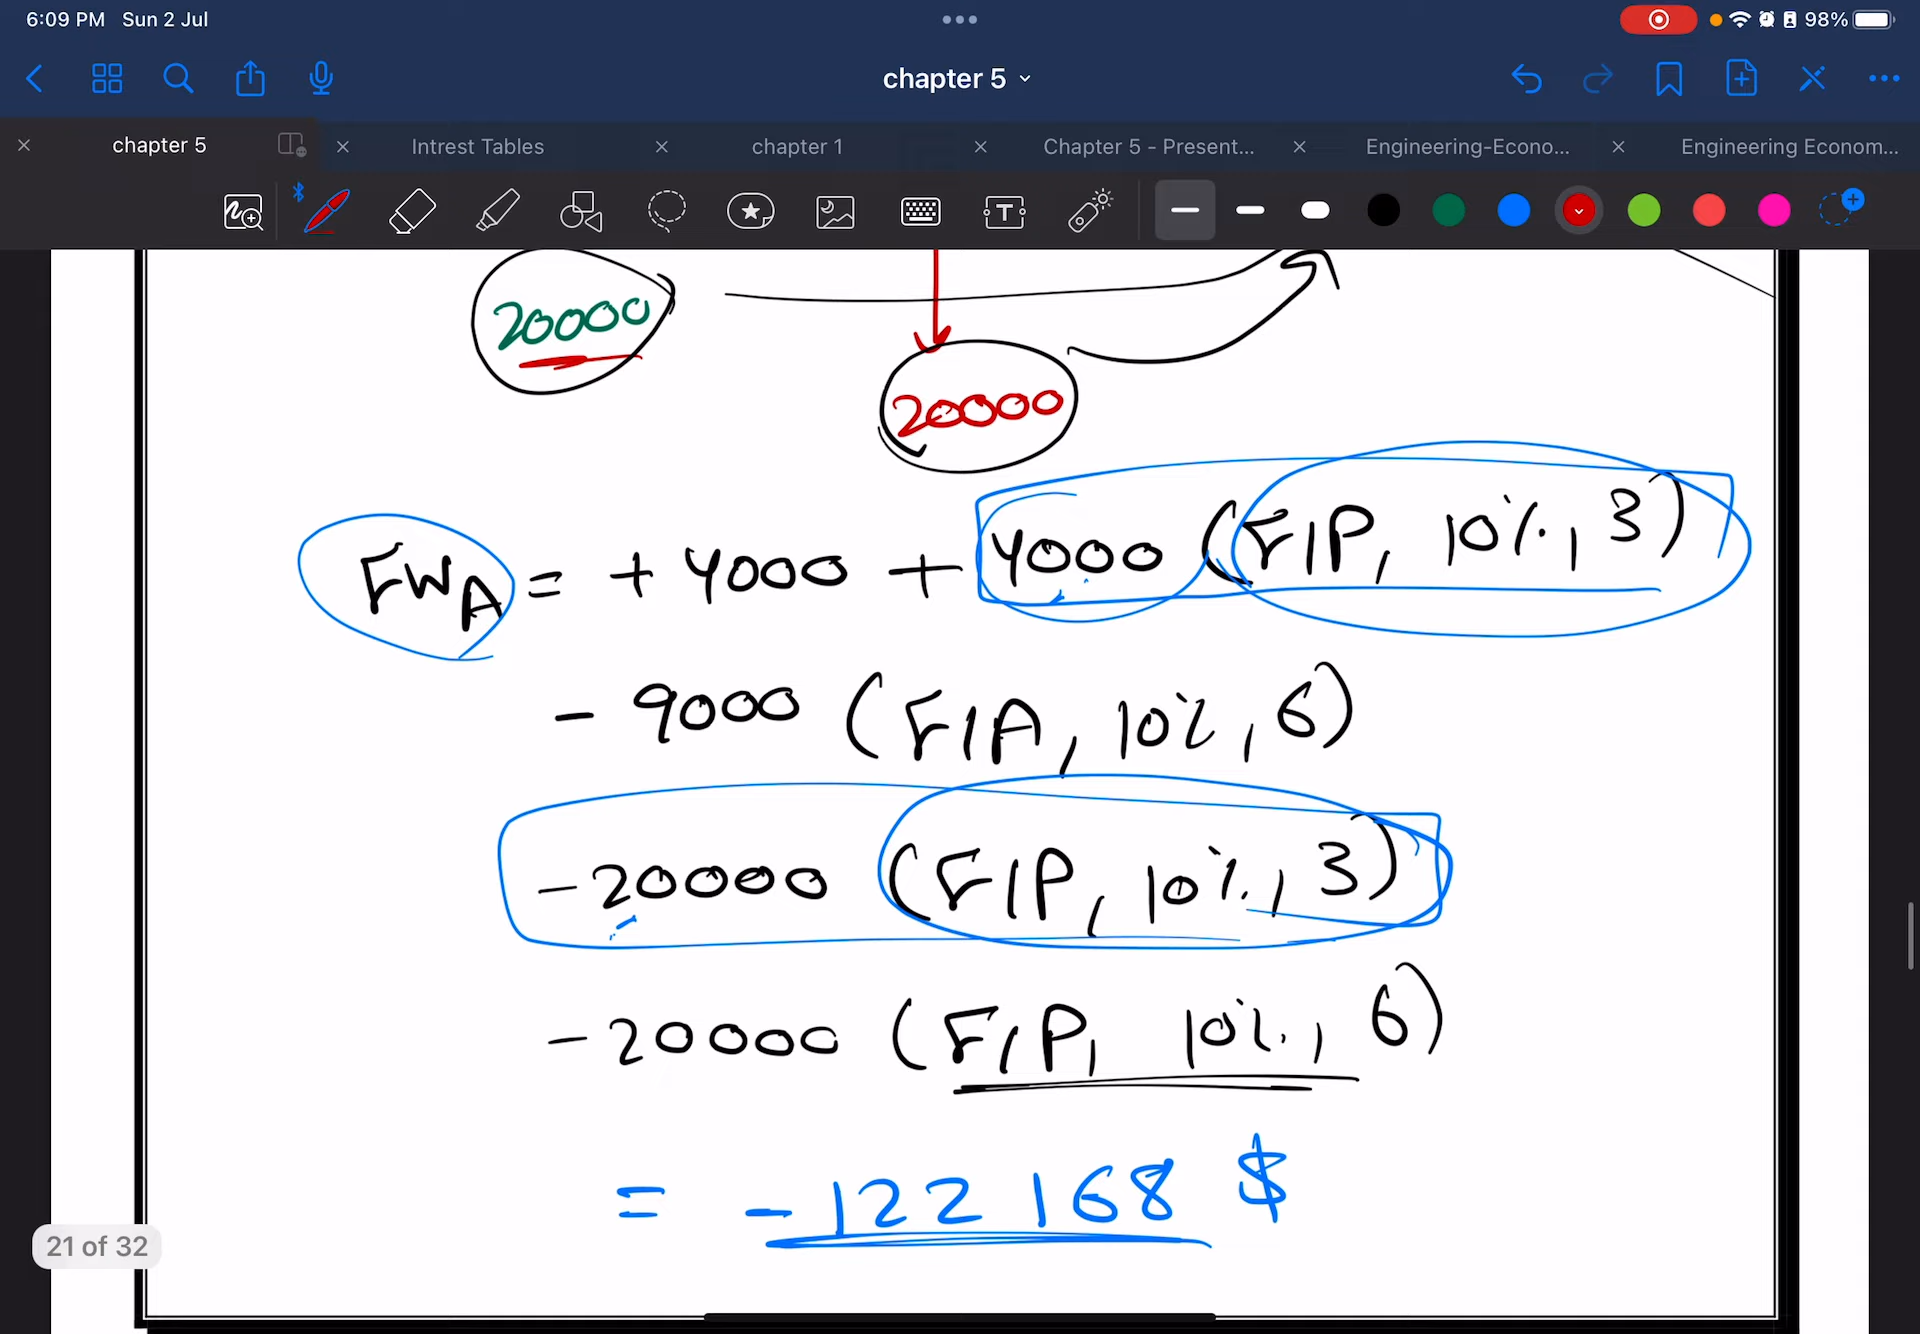 6:09 PM Sun 2 Jul
98%
chapter 5
chapter 5
Intrest Tables
chapter 1
Chapter 5 - Present...
Engineering-Econo...
Engineering Econom...
20000
20000
FWA = + 4000 + 4000 (F/P, 10%, 3)
- 9000 (F/A, 10%, 6)
-20000 (F/P, 10%, 3)
-20000 (F/P, 10%, 6)
= -122 168 $
21 of 32